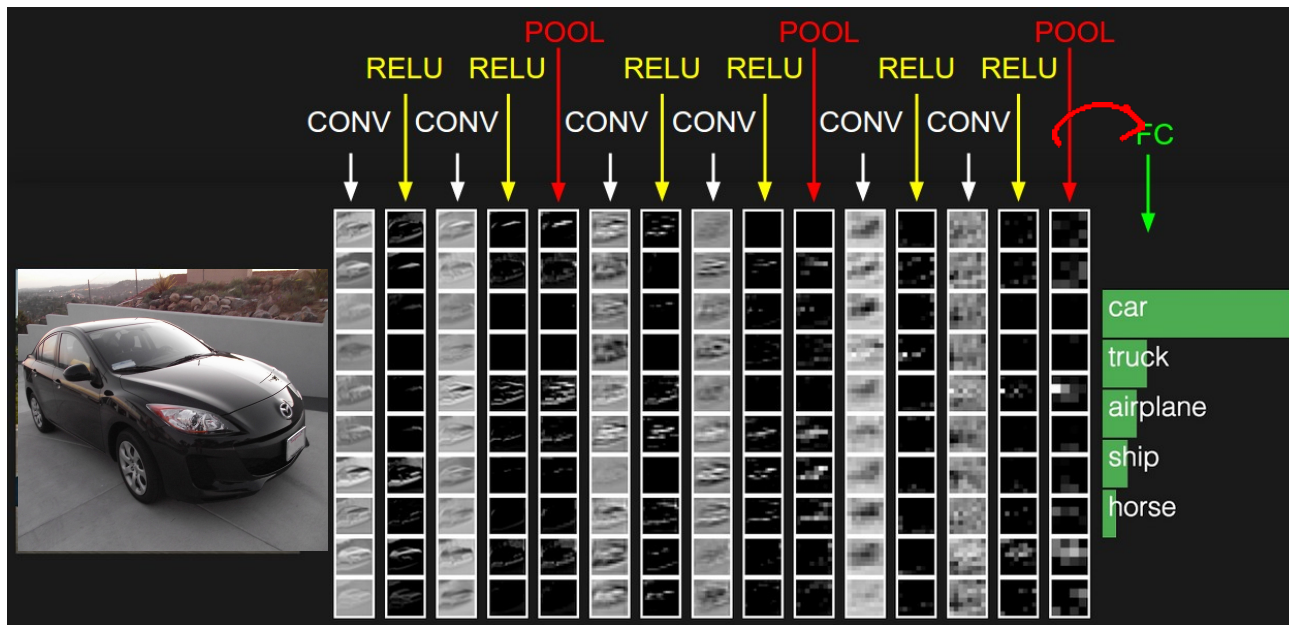 POOL POOL POOL
RELU RELU RELU RELU RELU RELU
CONV CONV CONV CONV CONV CONV FC
car
truck
airplane
ship
horse